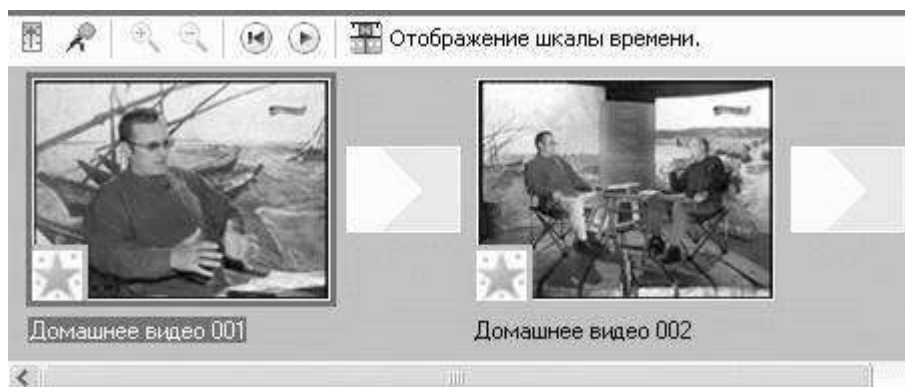 Отображение шкалы времени.
Домашнее видео 001
Домашнее видео 002